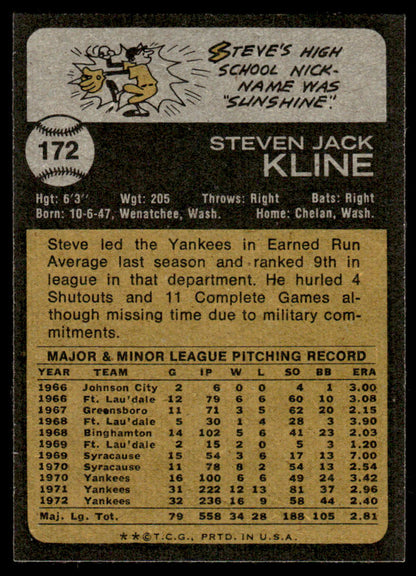 STEVE'S HIGH
SCHOOL NICK-
NAME WAS
"SUNSHINE".
172
STEVEN JACK
KLINE
Hgt: 6'3" Wgt: 205 Throws: Right Bats: Right
Born: 10-6-47, Wenatchee, Wash. Home: Chelan, Wash.
Steve led the Yankees in Earned Run
Average last season and ranked 9th in
league in that department. He hurled 4
Shutouts and 11 Complete Games al-
though missing time due to military com-
mitments.
MAJOR & MINOR LEAGUE PITCHING RECORD
YEAR TEAM G IP W L SO BB ERA
1966 Johnson City 2 6 0 0 4 1 3.00
1966 Ft. Lau'dale 12 79 6 6 60 10 3.08
1967 Greensboro 11 71 3 5 62 20 2.15
1968 Ft. Lau'dale 5 30 1 4 28 3 3.90
1968 Binghamton 14 102 5 6 41 23 2.03
1969 Ft. Lau'dale 2 15 2 0 5 3 1.20
1969 Syracuse 15 54 3 6 17 13 7.00
1970 Syracuse 11 78 8 2 54 13 2.54
1970 Yankees 16 100 6 6 49 24 3.42
1971 Yankees 31 222 12 13 81 37 2.96
1972 Yankees 32 236 16 9 58 44 2.40
Maj. Lg. Tot. 79 558 34 28 188 105 2.81
**©T.C.G., PRTD. IN U.S.A.